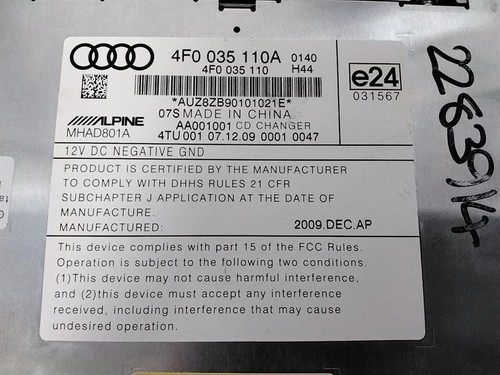 4F0 035 110A 0140
4F0 035 110 H44
*AUZ8ZB90101021E*
07S MADE IN CHINA
AA001001 CD CHANGER
4TU 001 07.12.09 0001 0047
ALPINE
MHAD801A
e24
031567
12V DC NEGATIVE GND
PRODUCT IS CERTIFIED BY THE MANUFACTURER
TO COMPLY WITH DHHS RULES 21 CFR
SUBCHAPTER J APPLICATION AT THE DATE OF
MANUFACTURE.
MANUFACTURED: 2009.DEC.AP
This device complies with part 15 of the FCC Rules.
Operation is subject to the following two conditions.
(1)This device may not cause harmful interference,
and (2)this device must accept any interference
received, including interference that may cause
undesired operation.
2283914